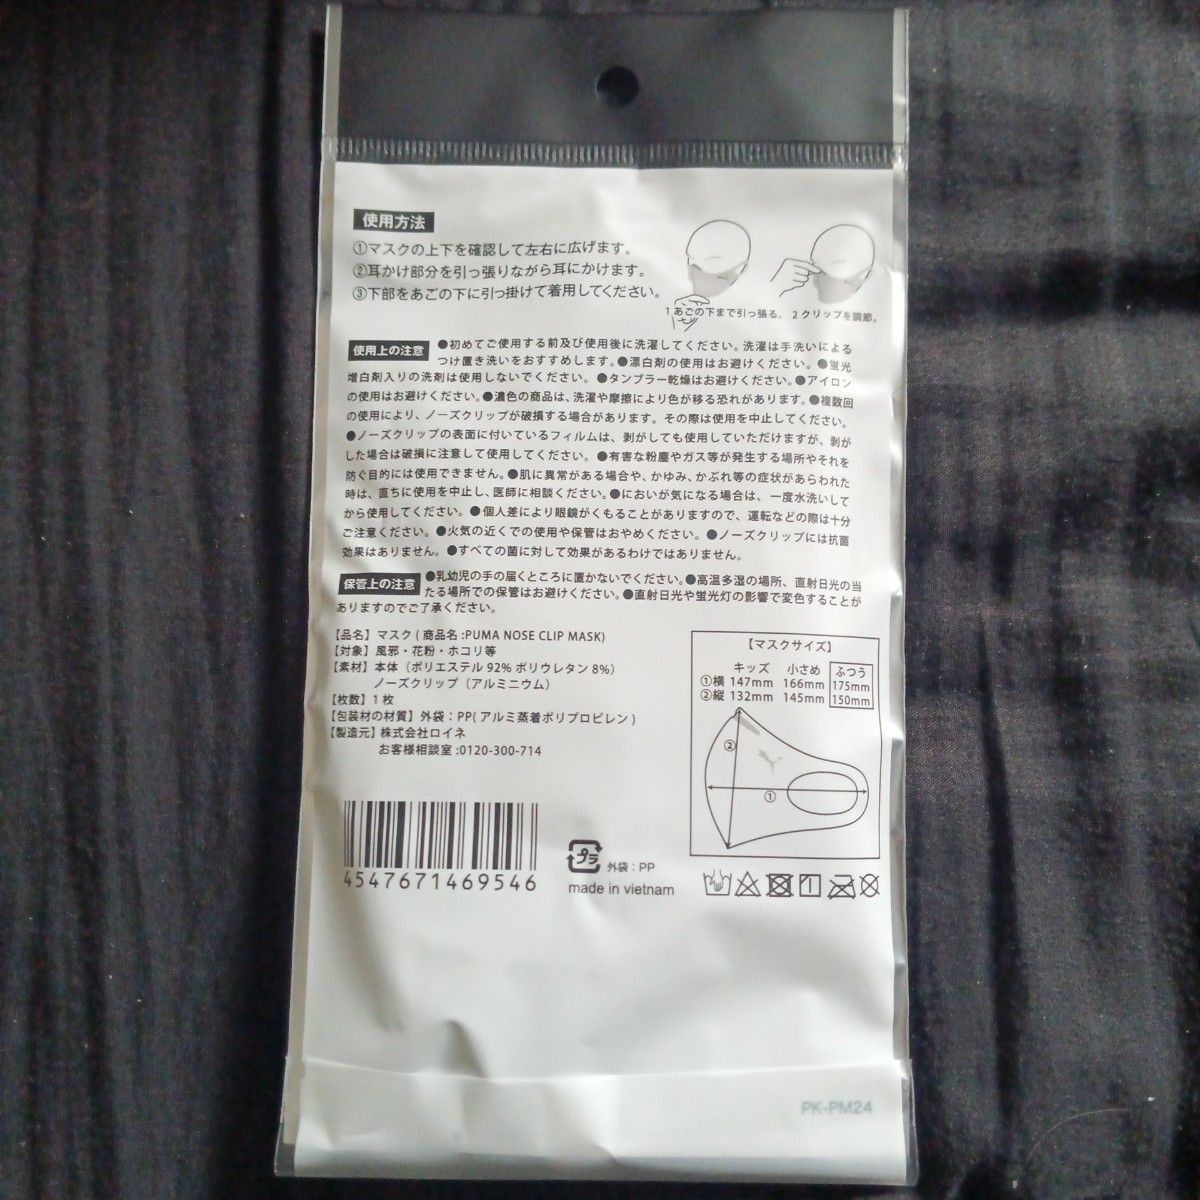 使用方法
①マスクの上下を確認して左右に広げます。
②耳かけ部分を引っ張りながら耳にかけます。
③下部をあごの下に引っ掛けて着用してください。
1 あごの下まで引っ張る。 2 クリップを調節。
使用上の注意 ●初めてご使用する前及び使用後に洗濯してください。洗濯は手洗いによる
つけ置き洗いをおすすめします。●漂白剤の使用はお避けください。●蛍光
増白剤入りの洗剤は使用しないでください。●タンブラー乾燥はお避けください。●アイロン
の使用はお避けください。●濃色の商品は、洗濯や摩擦により色が移る恐れがあります。●複数回
の使用により、ノーズクリップが破損する場合があります。その際は使用を中止してください。
●ノーズクリップの表面に付いているフィルムは、剥がしても使用していただけますが、剥が
した場合は破損に注意して使用してください。●有害な粉塵やガス等が発生する場所やそれを
防ぐ目的には使用できません。●肌に異常がある場合や、かゆみ、かぶれ等の症状があらわれた
時は、直ちに使用を中止し、医師に相談ください。●においが気になる場合は、一度水洗いして
から使用してください。●個人差により眼鏡がくもることがありますので、運転などの際は十分
ご注意ください。●火気の近くでの使用や保管はおやめください。●ノーズクリップには抗菌
効果はありません。●すべての菌に対して効果があるわけではありません。
保管上の注意 ●乳幼児の手の届くところに置かないでください。●高温多湿の場所、直射日光の当
たる場所での保管はお避けください。●直射日光や蛍光灯の影響で変色することが
ありますのでご了承ください。
【品名】マスク(商品名:PUMA NOSE CLIP MASK)
【対象】風邪・花粉・ホコリ等
【素材】本体(ポリエステル92% ポリウレタン8%)
ノーズクリップ(アルミニウム)
【枚数】1枚
【包装材の材質】外袋:PP(アルミ蒸着ポリプロピレン)
【製造元】株式会社ロイネ
お客様相談室:0120-300-714
【マスクサイズ】
キッズ 小さめ ふつう
①横 147mm 166mm 175mm
②縦 132mm 145mm 150mm
②
①
4547671469546
プラ
外袋:PP
made in vietnam
PK-PM24